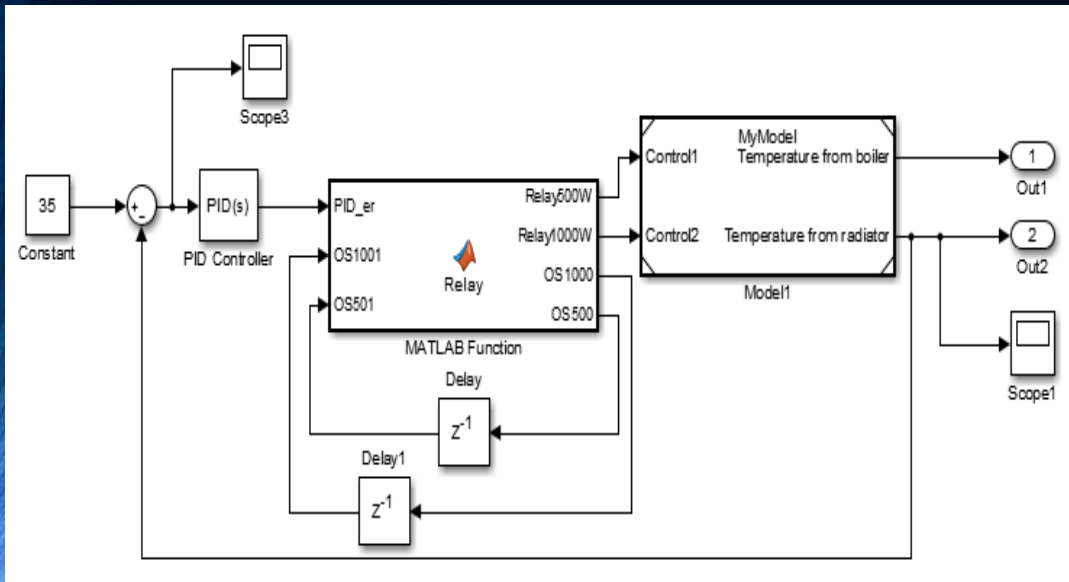 Scope3
35
Constant
+
-
PID(s)
PID Controller
PID_er
OS1001
OS501
Relay
Relay500W
Relay1000W
OS1000
OS500
MATLAB Function
Control1
Control2
MyModel
Temperature from boiler
Temperature from radiator
Model1
1
Out1
2
Out2
Scope1
Delay
Z-1
Delay1
Z-1